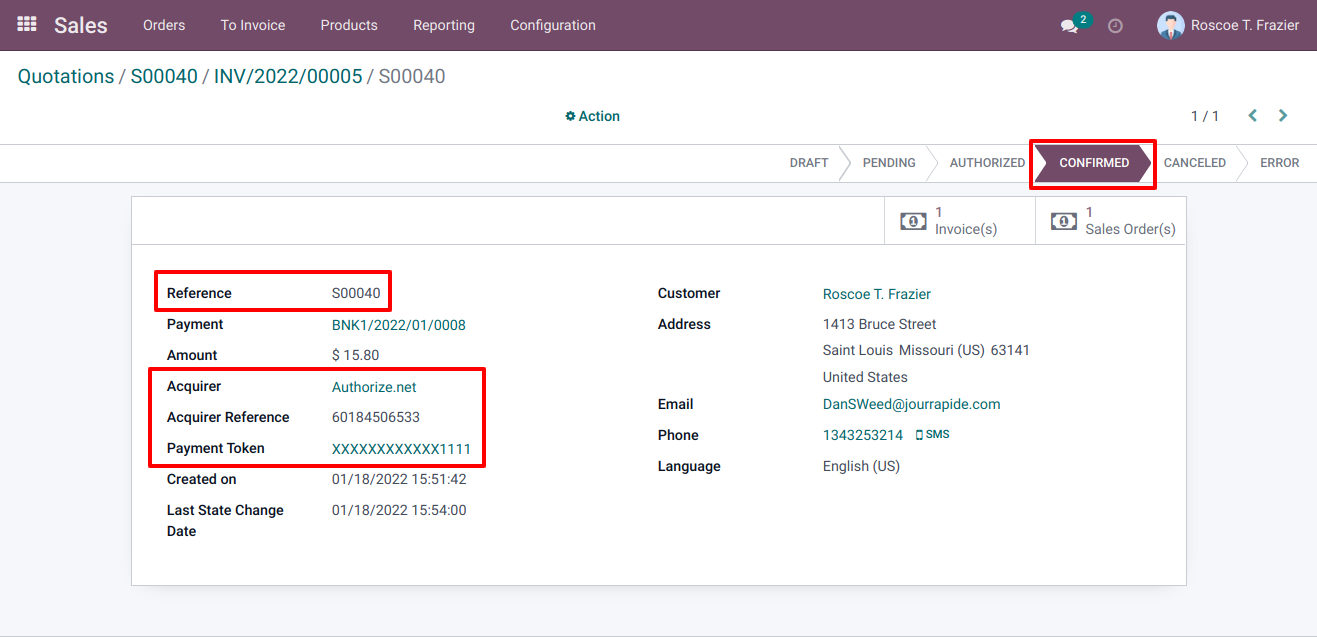 Sales Orders To Invoice Products Reporting Configuration 2 Roscoe T. Frazier
Quotations / S00040 / INV/2022/00005 / S00040
Action 1 / 1
DRAFT PENDING AUTHORIZED CONFIRMED CANCELED ERROR
1 Invoice(s) 1 Sales Order(s)
Reference S00040
Payment BNK1/2022/01/0008
Amount $ 15.80
Acquirer Authorize.net
Acquirer Reference 60184506533
Payment Token XXXXXXXXXXXX1111
Created on 01/18/2022 15:51:42
Last State Change 01/18/2022 15:54:00
Date
Customer Roscoe T. Frazier
Address 1413 Bruce Street
Saint Louis Missouri (US) 63141
United States
Email DanSWeed@jourrapide.com
Phone 1343253214 SMS
Language English (US)